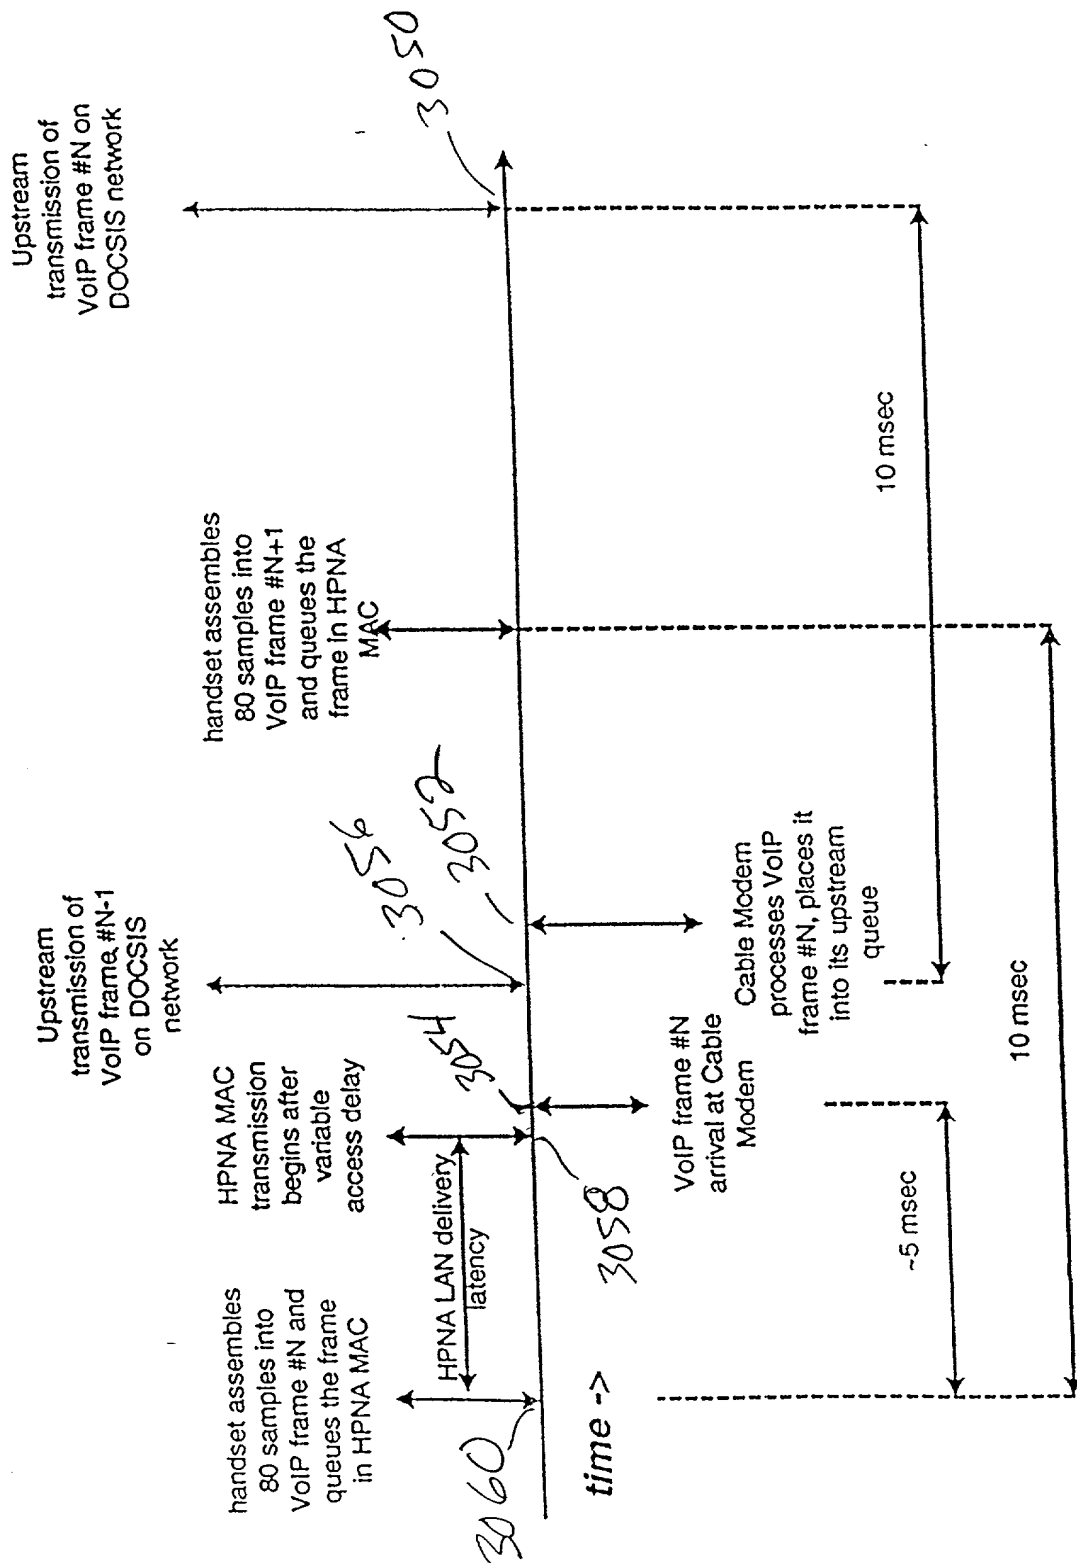 Upstream
transmission of
VoIP frame #N-1
on DOCSIS
network
Upstream
transmission of
VoIP frame #N on
DOCSIS network
handset assembles
80 samples into
VoIP frame #N and
queues the frame
in HPNA MAC
HPNA MAC
transmission
begins after
variable
access delay
handset assembles
80 samples into
VoIP frame #N+1
and queues the
frame in HPNA
MAC
HPNA LAN delivery
latency
3060
3058
3054
3056
3052
3050
time ->
VoIP frame #N
arrival at Cable
Modem
Cable Modem
processes VoIP
frame #N, places it
into its upstream
queue
10 msec
~5 msec
10 msec